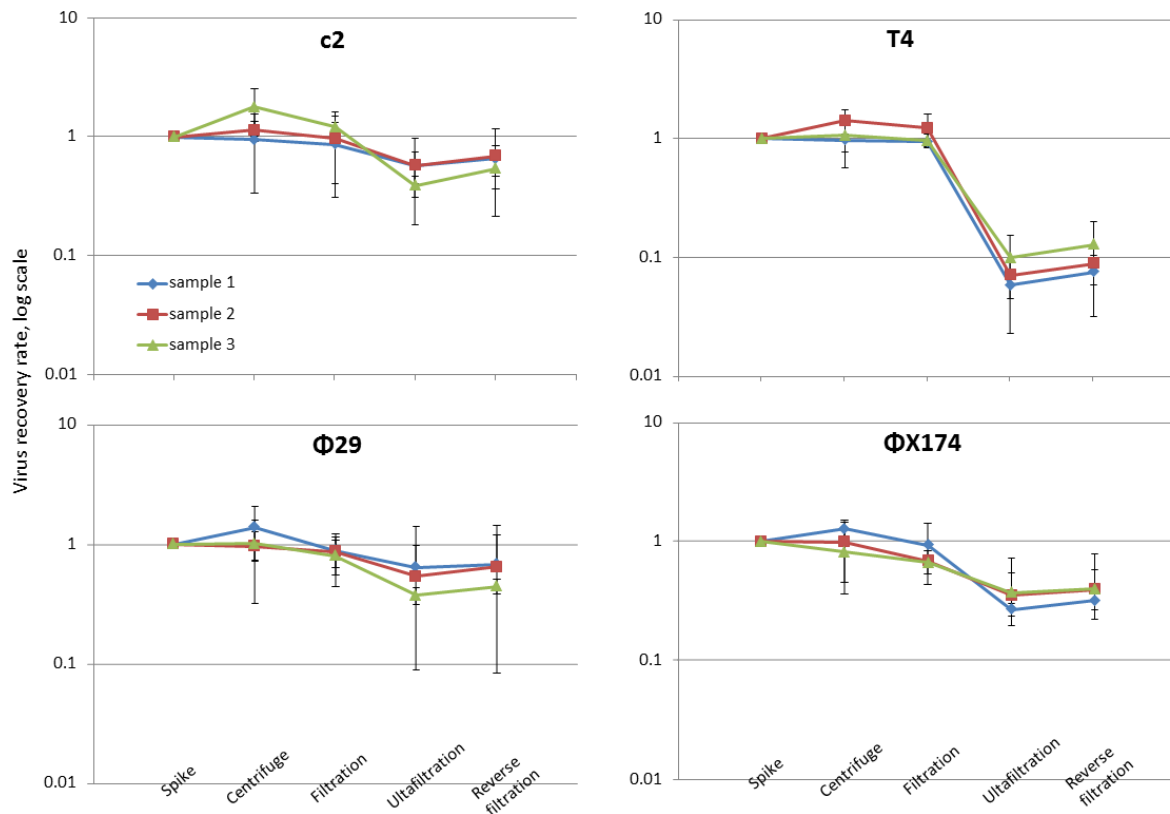 Virus recovery rate, log scale
c2
10
1
0.1
0.01
sample 1
sample 2
sample 3
T4
10
1
0.1
0.01
Φ29
10
1
0.1
0.01
Spike
Centrifuge
Filtration
Ultafiltration
Reverse
filtration
ΦX174
10
1
0.1
0.01
Spike
Centrifuge
Filtration
Ultafiltration
Reverse
filtration